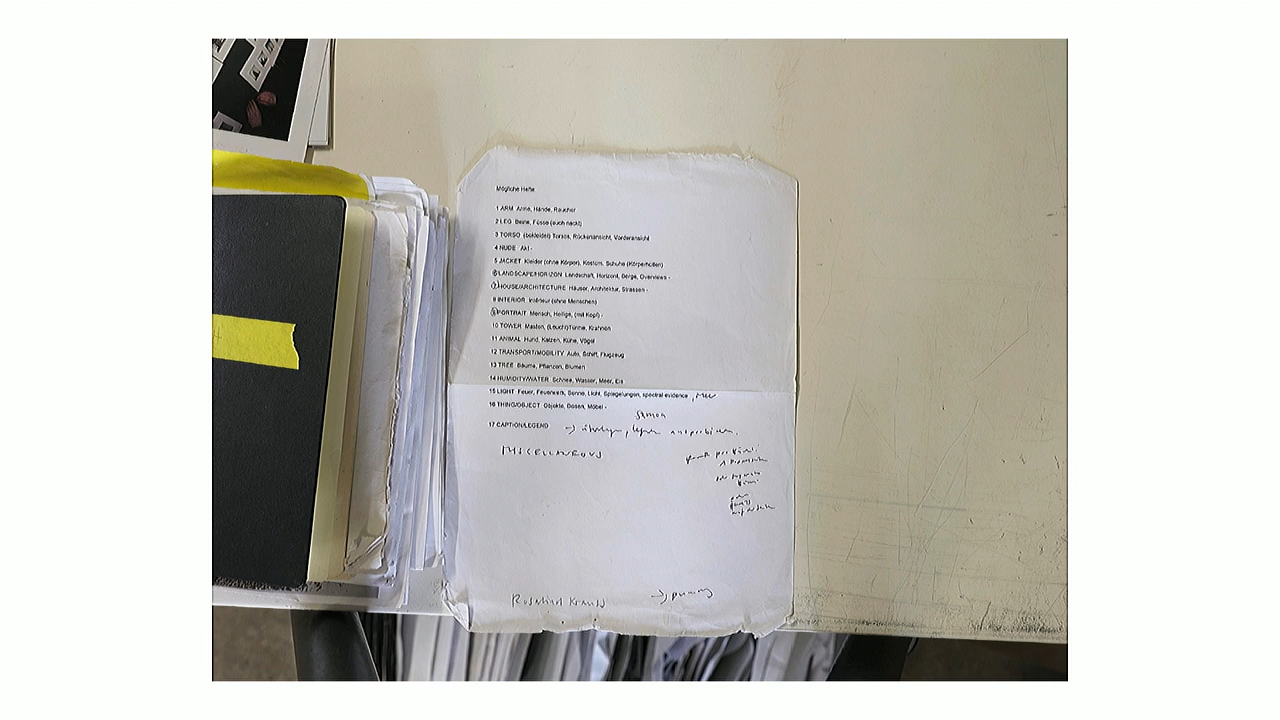 Mögliche Hefte
1 ARM Arme, Hände, Raucher
2 LEG Beine, Füsse (auch nackt)
3 TORSO (bekleidet) Torsos, Rückenansicht, Vorderansicht
4 NUDE Akt -
5 JACKET Kleider (ohne Körper), Kostüm, Schuhe (Körperhüllen)
6 LANDSCAPE/HORIZON Landschaft, Horizont, Berge, Overviews -
7 HOUSE/ARCHITECTURE Häuser, Architektur, Strassen -
8 INTERIOR Intérieur (ohne Menschen)
9 PORTRAIT Mensch, Heilige, (mit Kopf) -
10 TOWER Masten, (Leucht)Türme, Krahnen
11 ANIMAL Hund, Katzen, Kühe, Vögel
12 TRANSPORT/MOBILITY Auto, Schiff, Flugzeug
13 TREE Bäume, Pflanzen, Blumen
14 HUMIDITY/WATER Schnee, Wasser, Meer, Eis
15 LIGHT Feuer, Feuerwerk, Sonne, Licht, Spiegelungen, spectral evidence
16 THING/OBJECT Objekte, Dosen, Möbel -
17 CAPTION/LEGEND
MISCELLANEOUS
Rosalind Krauss